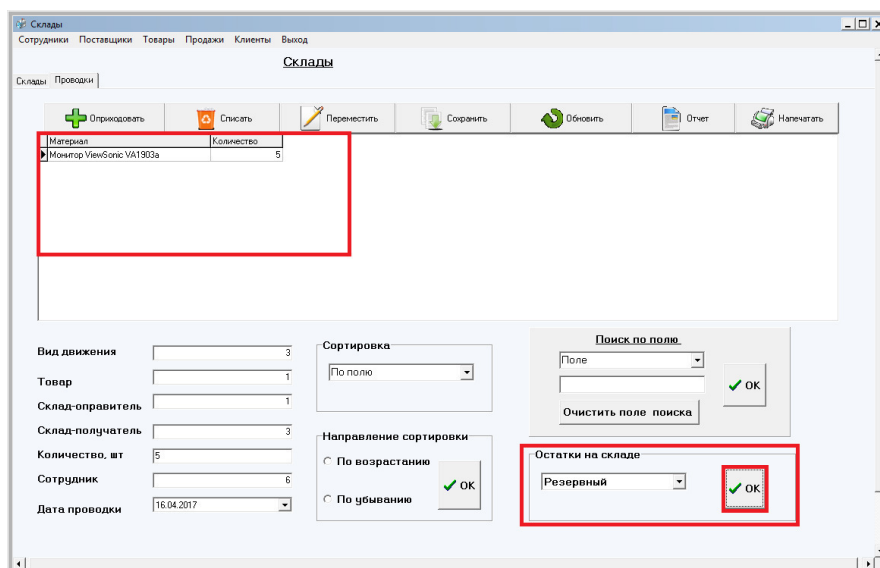 Склады
Сотрудники Поставщики Товары Продажи Клиенты Выход
Склады
Склады Проводки
Оприходовать Списать Переместить Сохранить Обновить Отчет Напечатать
Материал Количество
Монитор ViewSonic VA1903a 5
Вид движения 3
Товар 1
Склад-оправитель 1
Склад-получатель 3
Количество, шт 5
Сотрудник 6
Дата проводки 16.04.2017
Сортировка
По полю
Направление сортировки
По возрастанию
По убыванию
OK
Поиск по полю
Поле
OK
Очистить поле поиска
Остатки на складе
Резервный
OK